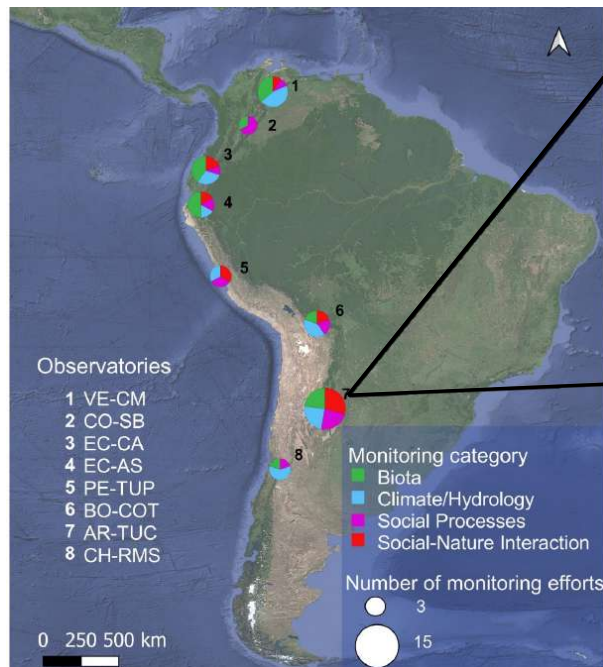 1
2
3
4
5
6
7
8
Observatories
1 VE-CM
2 CO-SB
3 EC-CA
4 EC-AS
5 PE-TUP
6 BO-COT
7 AR-TUC
8 CH-RMS
Monitoring category
Biota
Climate/Hydrology
Social Processes
Social-Nature Interaction
Number of monitoring efforts
3
15
0 250 500 km